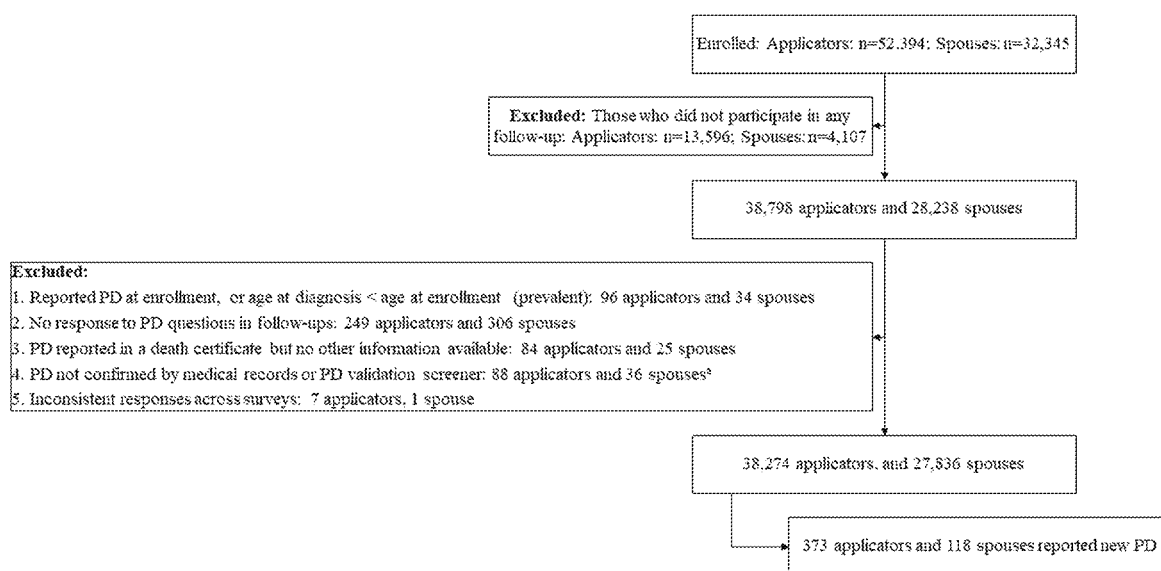 Enrolled: Applicators: n=52,394; Spouses: n=32,345
Excluded: Those who did not participate in any
follow-up: Applicators: n=13,596; Spouses: n=4,107
38,798 applicators and 28,238 spouses
Excluded:
1. Reported PD at enrollment, or age at diagnosis < age at enrollment (prevalent): 96 applicators and 34 spouses
2. No response to PD questions in follow-ups: 249 applicators and 306 spouses
3. PD reported in a death certificate but no other information available: 84 applicators and 25 spouses
4. PD not confirmed by medical records or PD validation screener: 88 applicators and 36 spousesª
5. Inconsistent responses across surveys: 7 applicators, 1 spouse
38,274 applicators, and 27,836 spouses
373 applicators and 118 spouses reported new PD